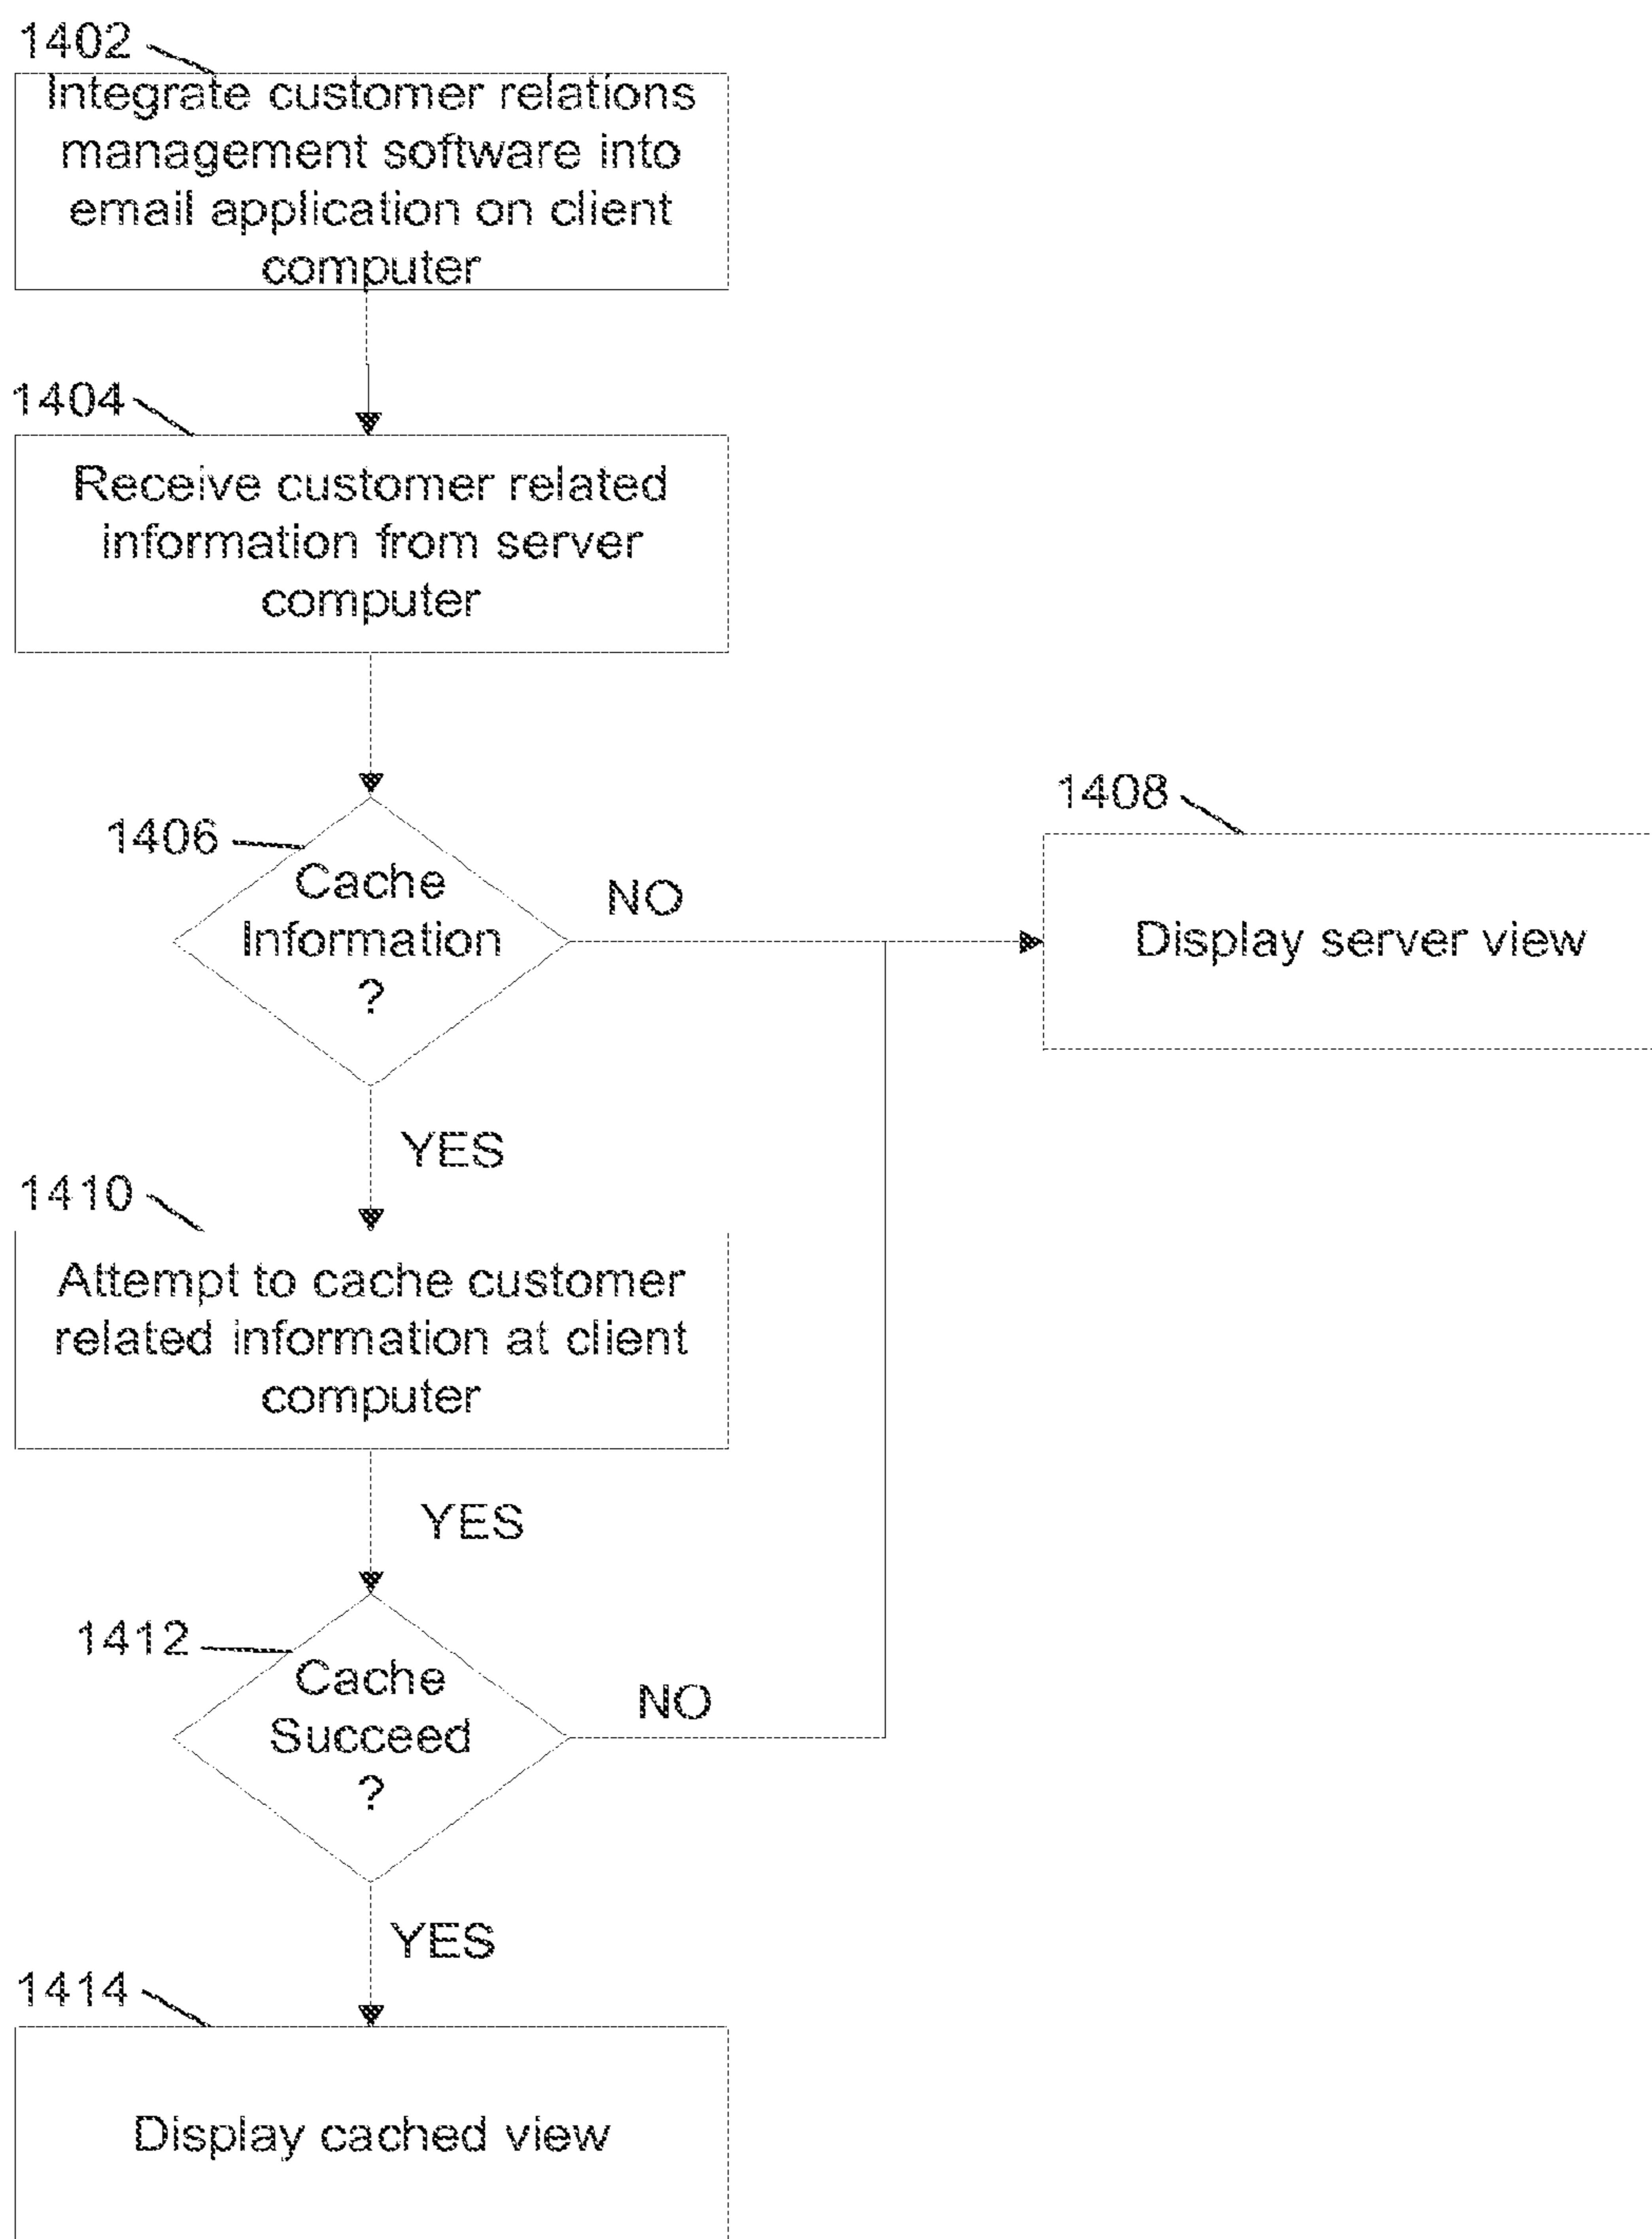 1402
Integrate customer relations
management software into
email application on client
computer
1404
Receive customer related
information from server
computer
1406
Cache
Information
?
NO
1408
Display server view
YES
1410
Attempt to cache customer
related information at client
computer
YES
1412
Cache
Succeed
?
NO
YES
1414
Display cached view